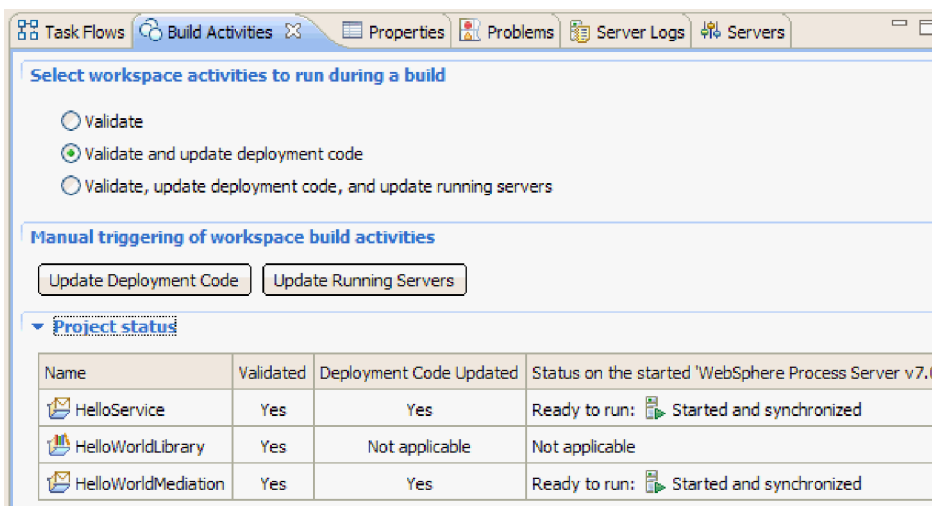 Task Flows Build Activities Properties Problems Server Logs Servers
Select workspace activities to run during a build
Validate
Validate and update deployment code
Validate, update deployment code, and update running servers
Manual triggering of workspace build activities
Update Deployment Code Update Running Servers
Project status
Name Validated Deployment Code Updated Status on the started 'WebSphere Process Server v7.
HelloService Yes Yes Ready to run: Started and synchronized
HelloWorldLibrary Yes Not applicable Not applicable
HelloWorldMediation Yes Yes Ready to run: Started and synchronized